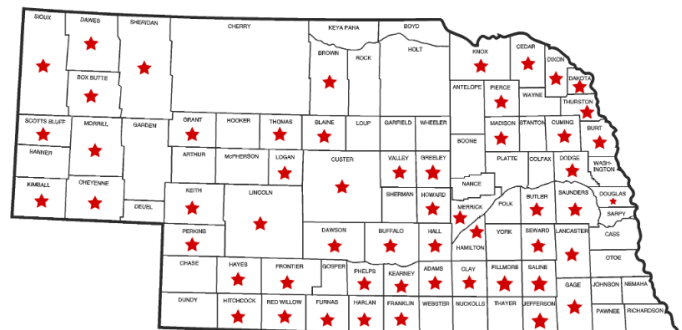 SIOUX
DAWES
SHERIDAN
CHERRY
KEYA PAHA
BOYD
BROWN
ROCK
HOLT
KNOX
CEDAR
DIXON
DAKOTA
BOX BUTTE
ANTELOPE
PIERCE
WAYNE
THURSTON
SCOTTS BLUFF
MORRILL
GARDEN
GRANT
HOOKER
THOMAS
BLAINE
LOUP
GARFIELD
WHEELER
MADISON
STANTON
CUMING
BURT
BANNER
ARTHUR
McPHERSON
LOGAN
CUSTER
VALLEY
GREELEY
BOONE
PLATTE
COLFAX
DODGE
WASH-
INGTON
KIMBALL
CHEYENNE
DEUEL
KEITH
LINCOLN
SHERMAN
HOWARD
NANCE
MERRICK
POLK
BUTLER
SAUNDERS
DOUGLAS
SARPY
PERKINS
DAWSON
BUFFALO
HALL
HAMILTON
YORK
SEWARD
LANCASTER
CASS
OTOE
CHASE
HAYES
FRONTIER
GOSPER
PHELPS
KEARNEY
ADAMS
CLAY
FILLMORE
SALINE
GAGE
JOHNSON
NEMAHA
DUNDY
HITCHCOCK
RED WILLOW
FURNAS
HARLAN
FRANKLIN
WEBSTER
NUCKOLLS
THAYER
JEFFERSON
PAWNEE
RICHARDSON